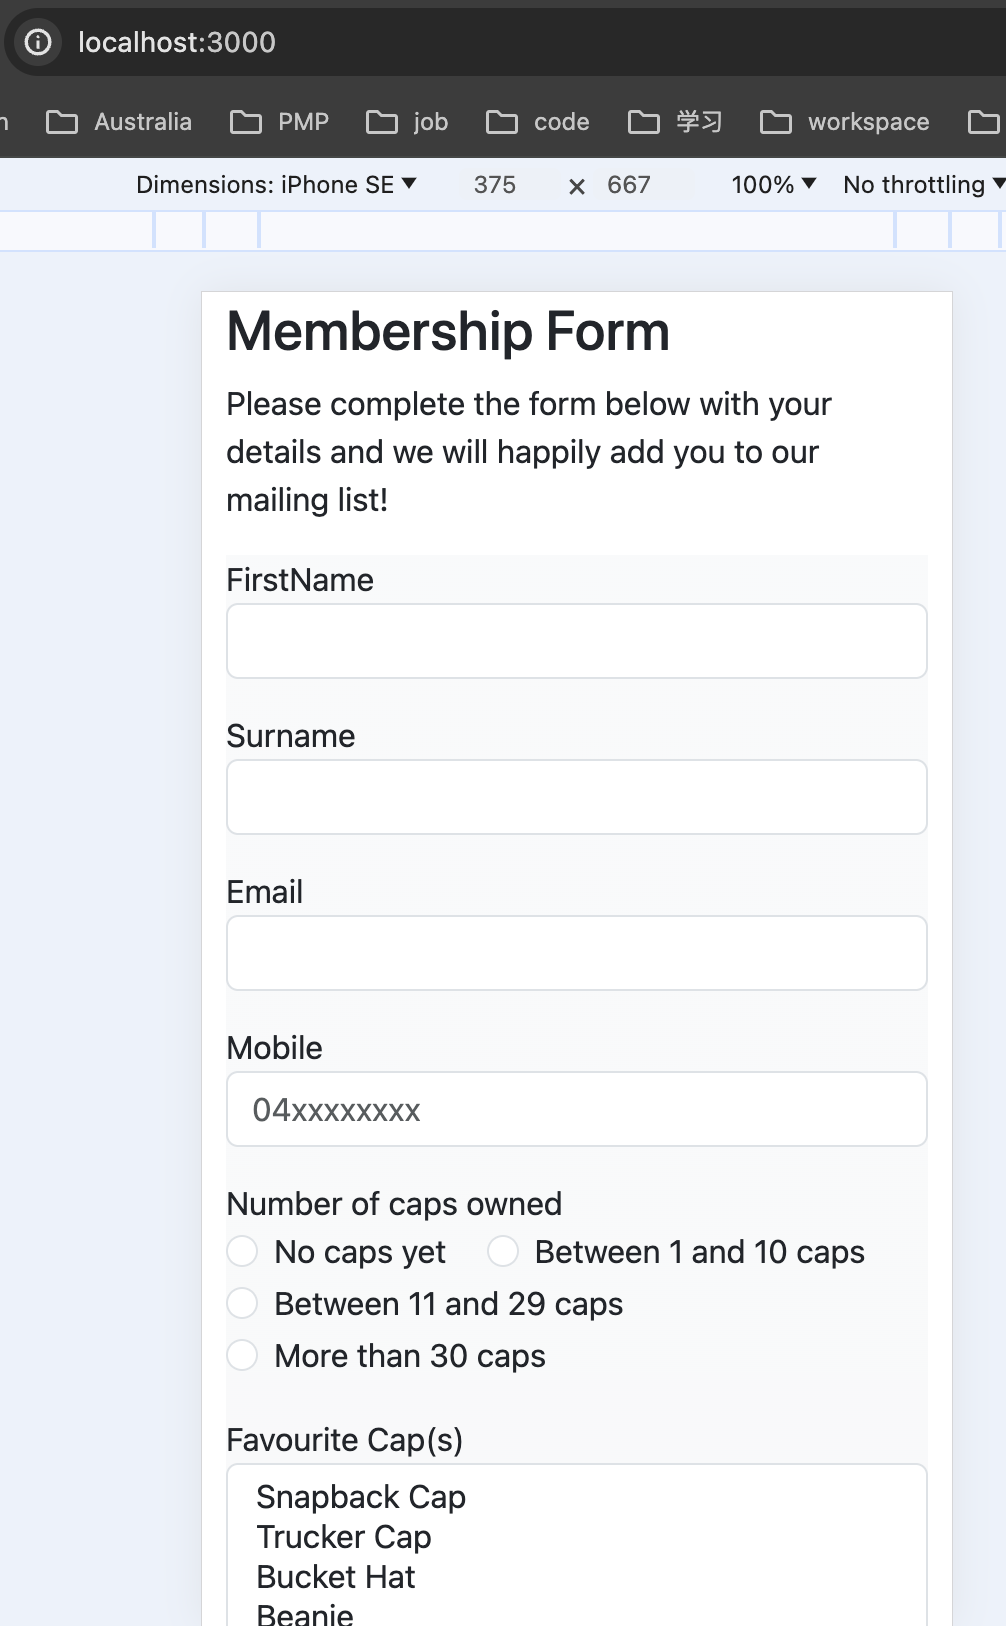 localhost:3000
Australia PMP job code 学习 workspace
Dimensions: iPhone SE 375 × 667 100% No throttling
Membership Form
Please complete the form below with your
details and we will happily add you to our
mailing list!
FirstName
Surname
Email
Mobile
04xxxxxxxx
Number of caps owned
No caps yet Between 1 and 10 caps
Between 11 and 29 caps
More than 30 caps
Favourite Cap(s)
Snapback Cap
Trucker Cap
Bucket Hat
Beanie